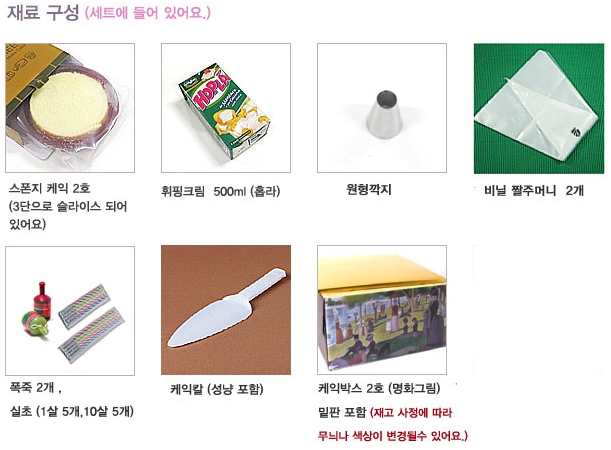 재료 구성 (세트에 들어 있어요.)
HOPLÁ
스폰지 케익 2호
(3단으로 슬라이스 되어
있어요)
휘핑크림 500ml (홉라)
원형깍지
비닐 짤주머니 2개
폭죽 2개 ,
실초 (1살 5개,10살 5개)
케익칼 (성냥 포함)
케익박스 2호 (명화그림)
밑판 포함 (재고 사정에 따라
무늬나 색상이 변경될수 있어요.)